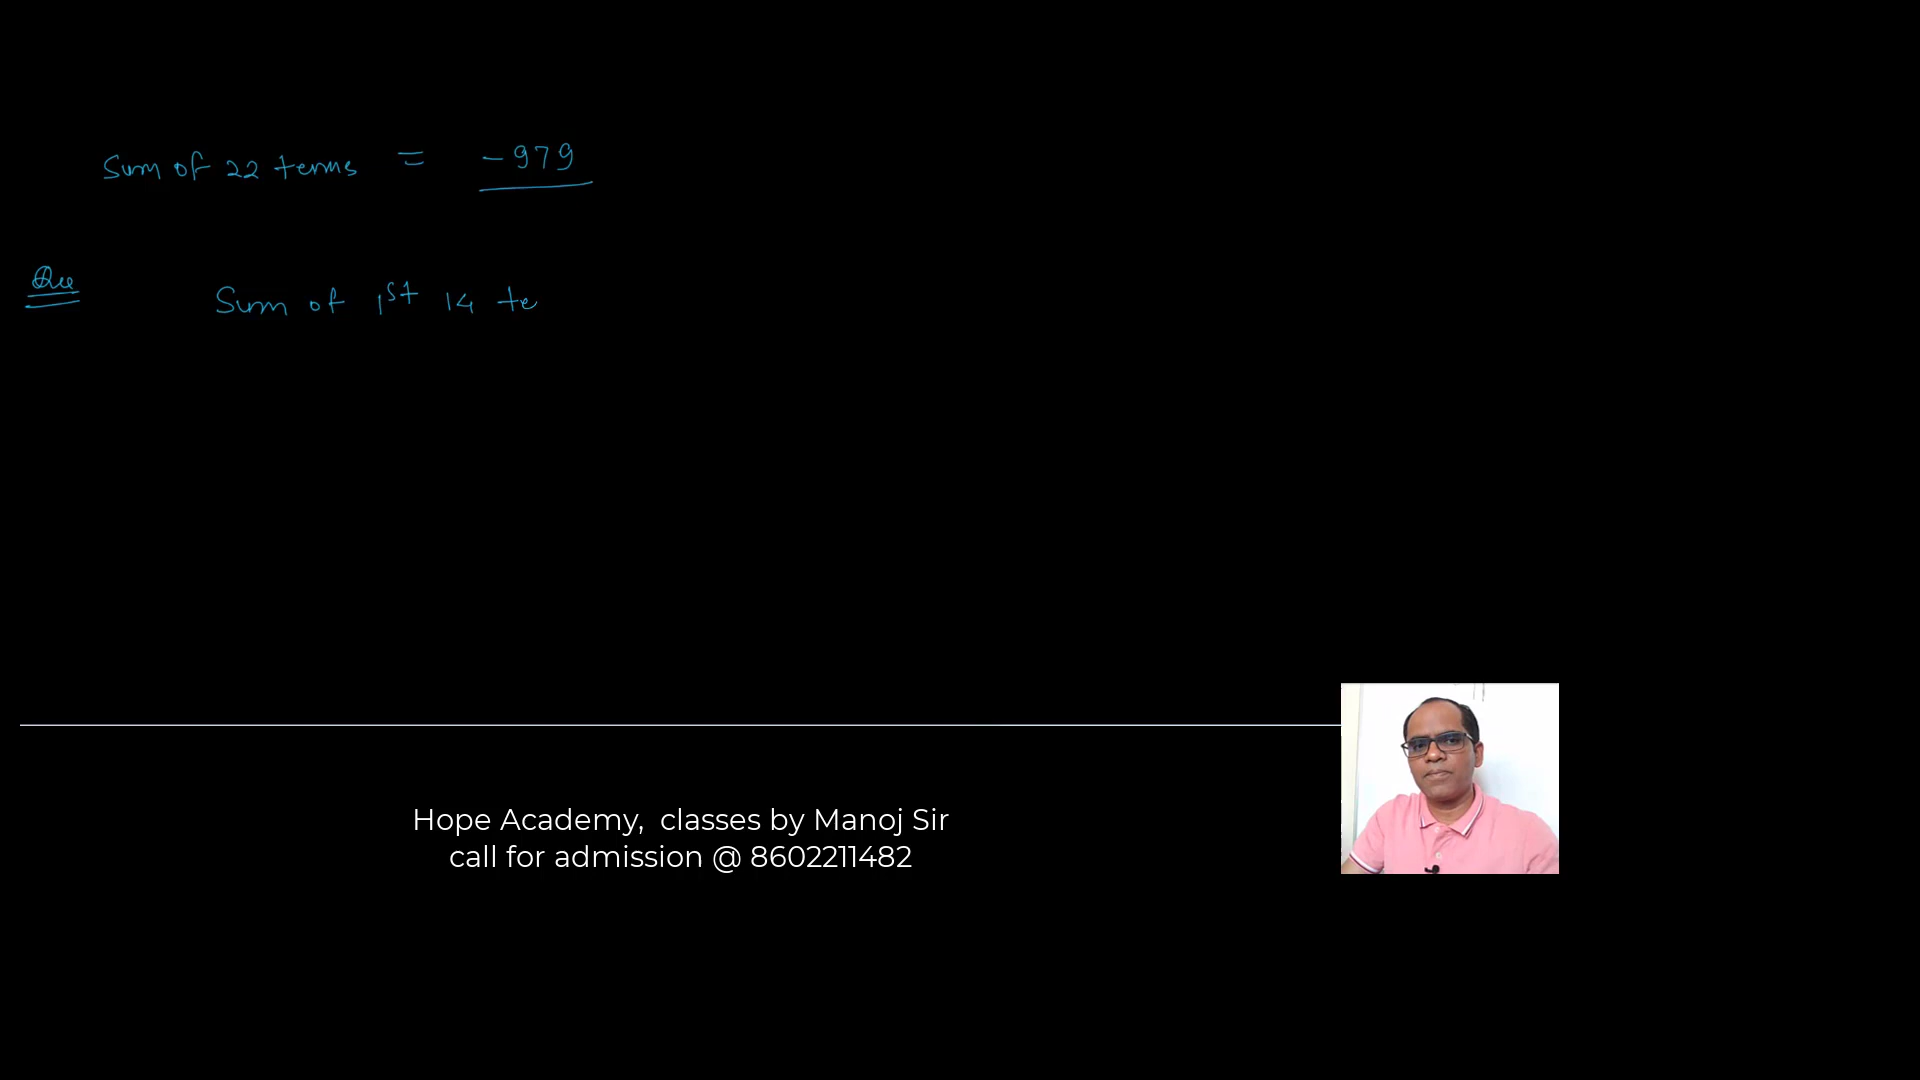 Sum of 22 terms = -979
Que Sum of 1st 14 te
Hope Academy, classes by Manoj Sir
call for admission @ 8602211482